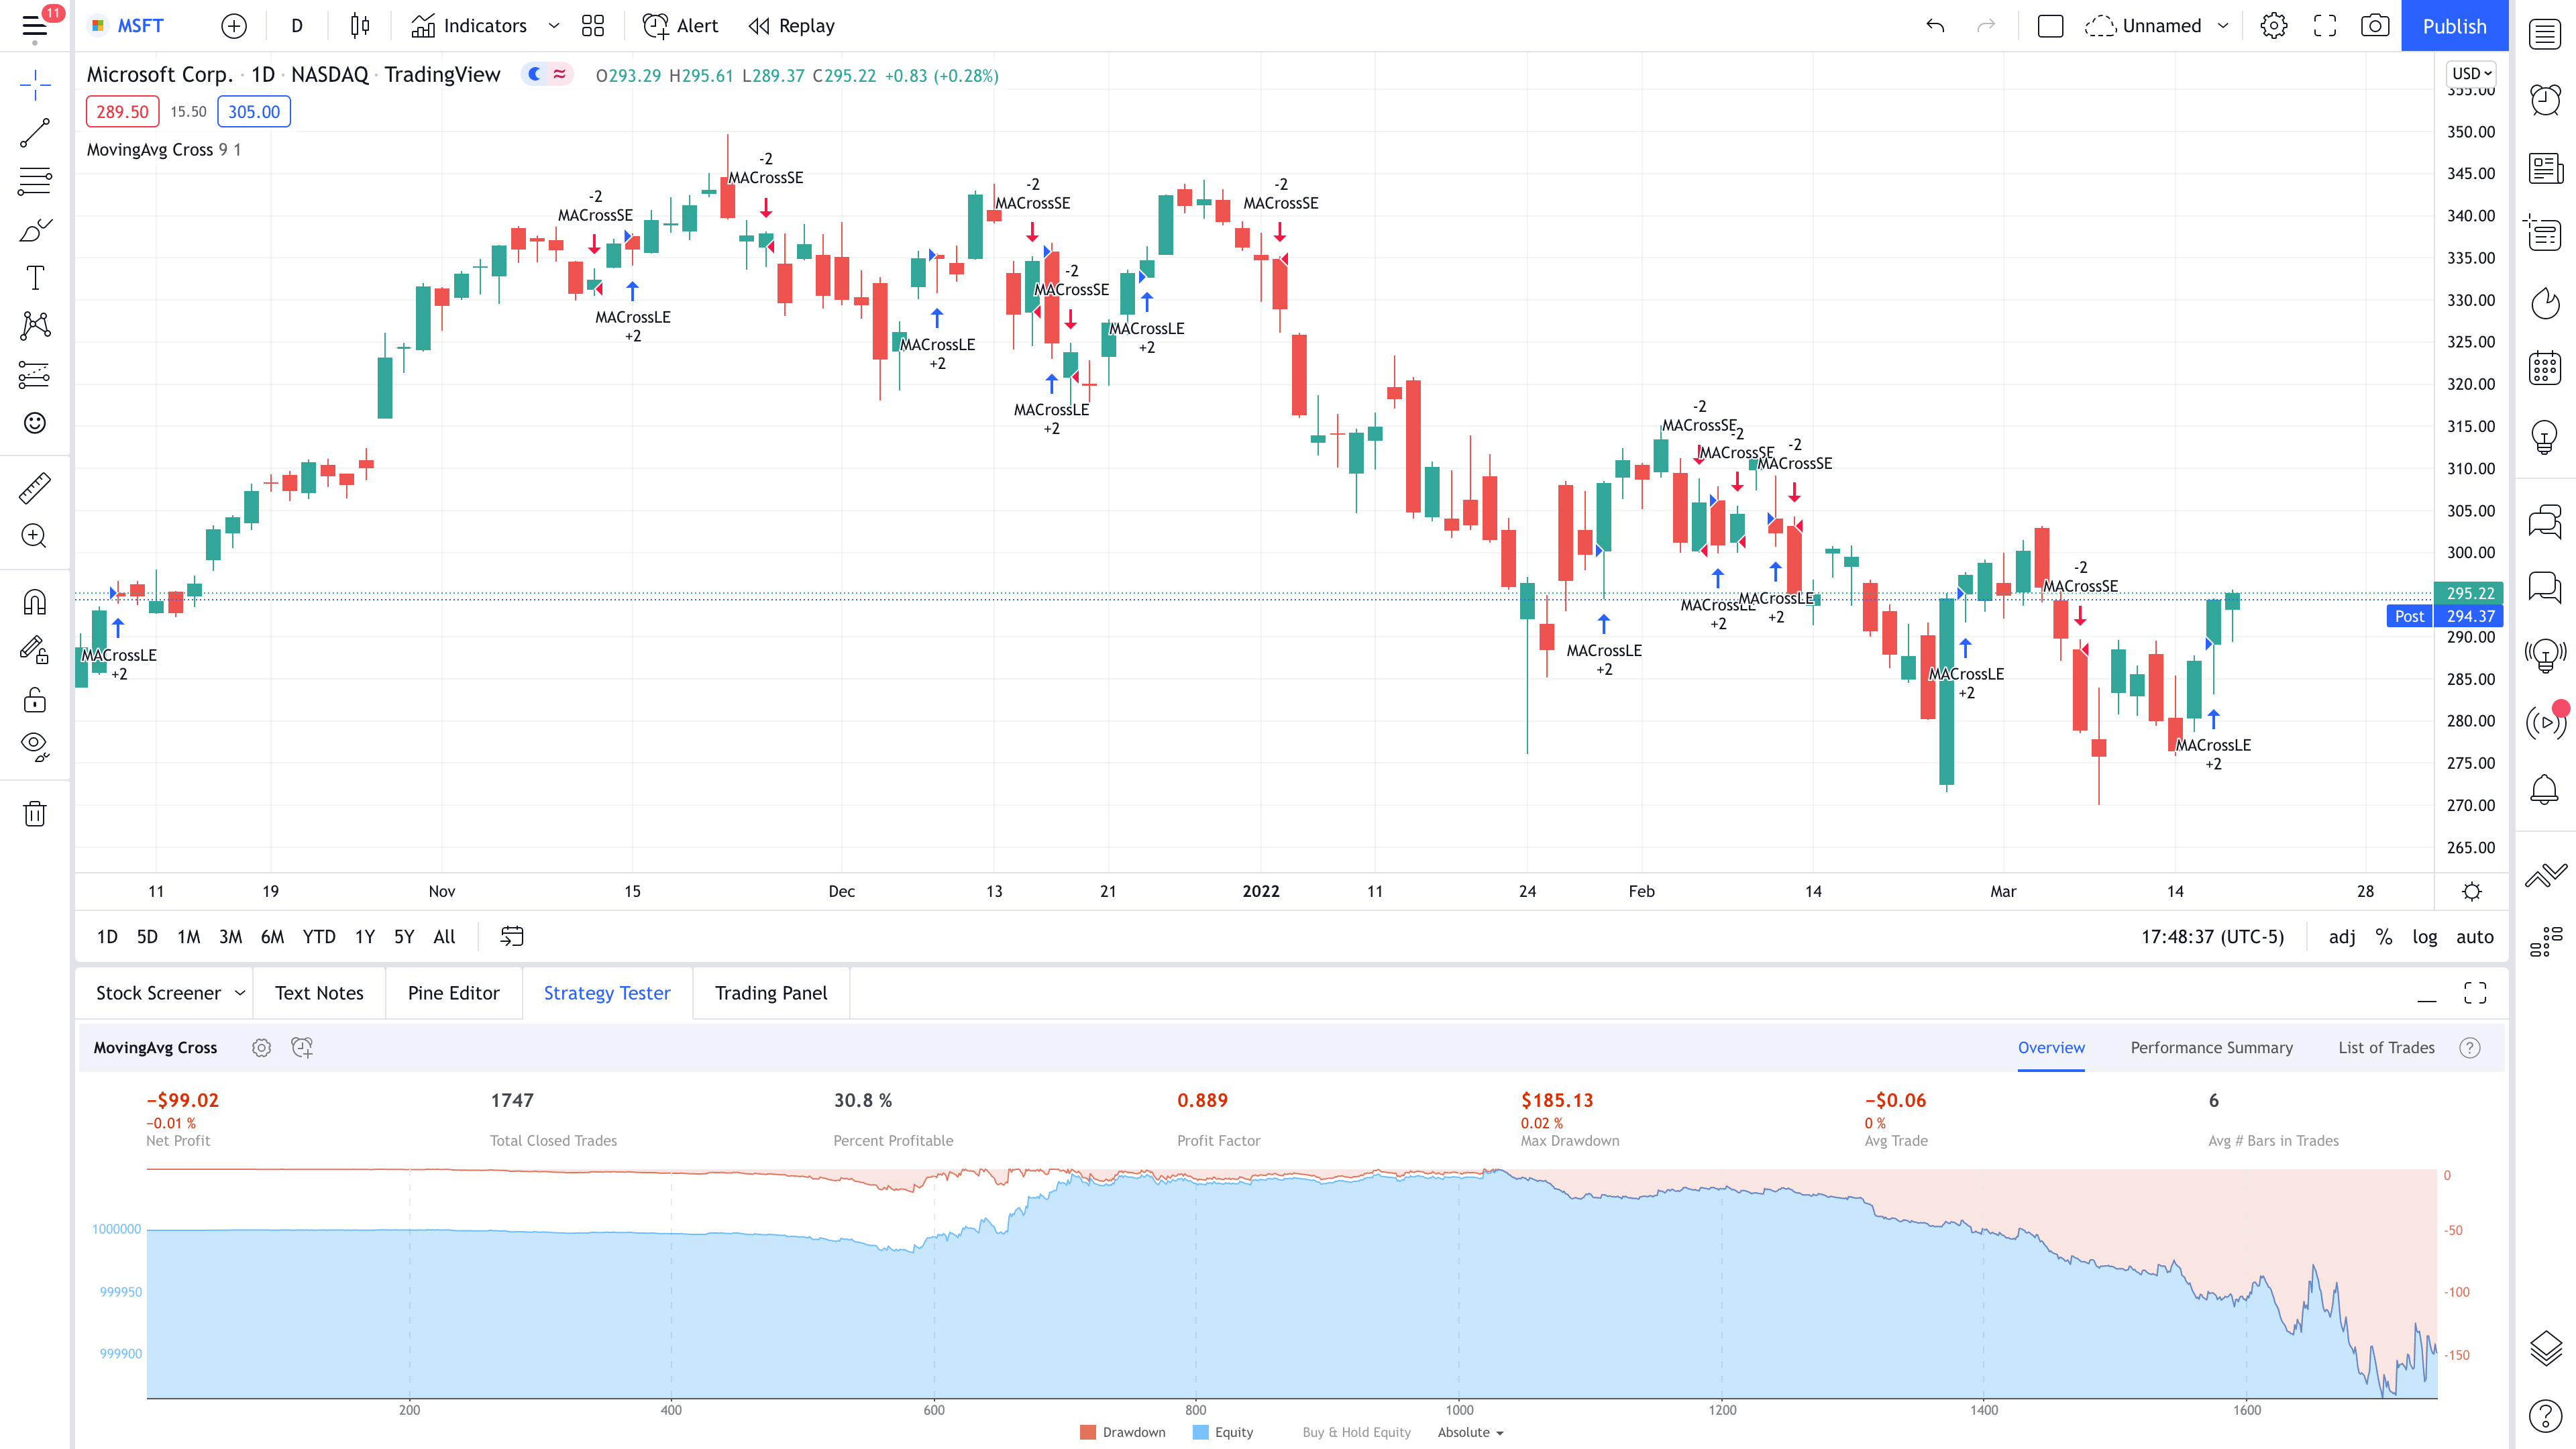 11
MSFT
D
Indicators
Alert
Replay
Unnamed
Publish
Microsoft Corp. · 1D · NASDAQ · TradingView
O293.29 H295.61 L289.37 C295.22 +0.83 (+0.28%)
USD
289.50 15.50 305.00
MovingAvg Cross 9 1
355.00
350.00
345.00
340.00
335.00
330.00
325.00
320.00
315.00
310.00
305.00
300.00
295.22
Post 294.37
290.00
285.00
280.00
275.00
270.00
265.00
MACrossLE
+2
-2
MACrossSE
MACrossLE
+2
-2
MACrossSE
MACrossLE
+2
-2
MACrossSE
MACrossLE
+2
-2
MACrossSE
MACrossLE
+2
-2
MACrossSE
MACrossLE
+2
-2
MACrossSE
MACrossLE
+2
-2
MACrossSE
MACrossLE
+2
-2
MACrossSE
MACrossLE
+2
-2
MACrossSE
MACrossLE
+2
11 19 Nov 15 Dec 13 21 2022 11 24 Feb 14 Mar 14 28
1D 5D 1M 3M 6M YTD 1Y 5Y All
17:48:37 (UTC-5) adj % log auto
Stock Screener Text Notes Pine Editor Strategy Tester Trading Panel
MovingAvg Cross
Overview Performance Summary List of Trades
−$99.02 1747 30.8 % 0.889 $185.13 −$0.06 6
−0.01 % 0.02 % 0 %
Net Profit Total Closed Trades Percent Profitable Profit Factor Max Drawdown Avg Trade Avg # Bars in Trades
1000000
999950
999900
0
-50
-100
-150
200 400 600 800 1000 1200 1400 1600
Drawdown Equity Buy & Hold Equity Absolute